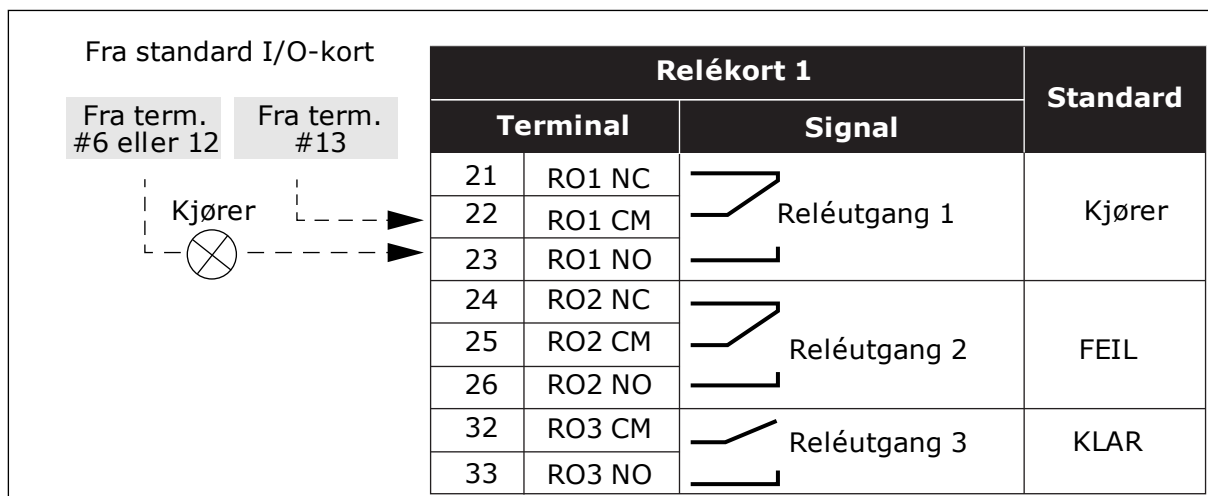 Fra standard I/O-kort
Fra term.
#6 eller 12
Fra term.
#13
Kjører
Relékort 1
Standard
Terminal
Signal
21 RO1 NC
22 RO1 CM
23 RO1 NO
Reléutgang 1
Kjører
24 RO2 NC
25 RO2 CM
26 RO2 NO
Reléutgang 2
FEIL
32 RO3 CM
33 RO3 NO
Reléutgang 3
KLAR